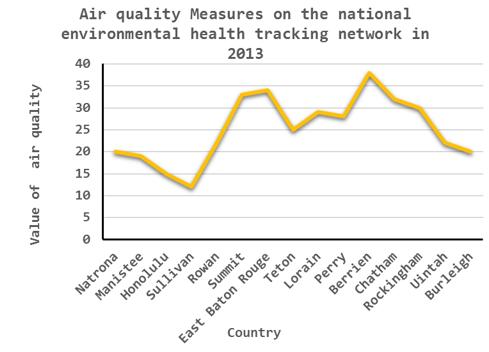 Air quality Measures on the national
environmental health tracking network in
2013
Value of  air quality
40
35
30
25
20
15
10
5
0
Natrona
Manistee
Honolulu
Sullivan
Rowan
Summit
East Baton Rouge
Teton
Lorain
Perry
Berrien
Chatham
Rockingham
Uintah
Burleigh
Country